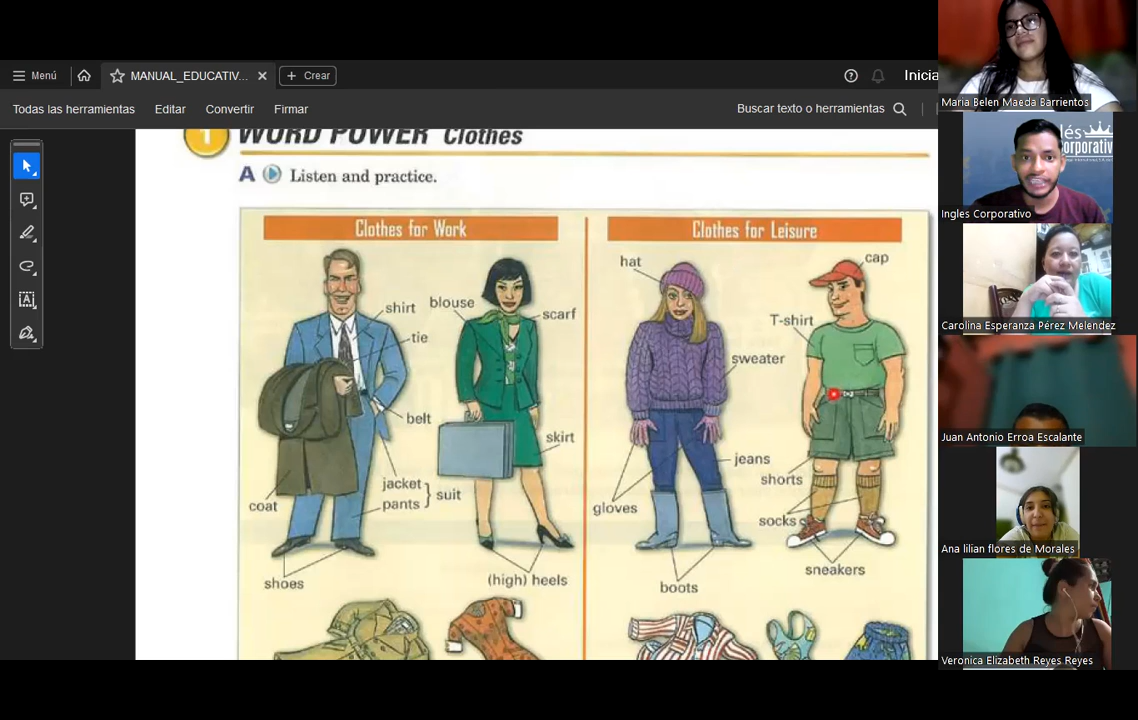 Menú
MANUAL_EDUCATIV...
Crear
Inicia
Todas las herramientas
Editar
Convertir
Firmar
Buscar texto o herramientas
1 WORD POWER Clothes
A Listen and practice.
Clothes for Work
shirt
blouse
scarf
tie
belt
skirt
jacket
pants
suit
coat
shoes
(high) heels
Clothes for Leisure
hat
cap
T-shirt
sweater
jeans
shorts
gloves
socks
sneakers
boots
Maria Belen Maeda Barrientos
lés
orporativ
Ingles Corporativo
Carolina Esperanza Pérez Melendez
Juan Antonio Erroa Escalante
Ana lilian flores de Morales
Veronica Elizabeth Reyes Reyes